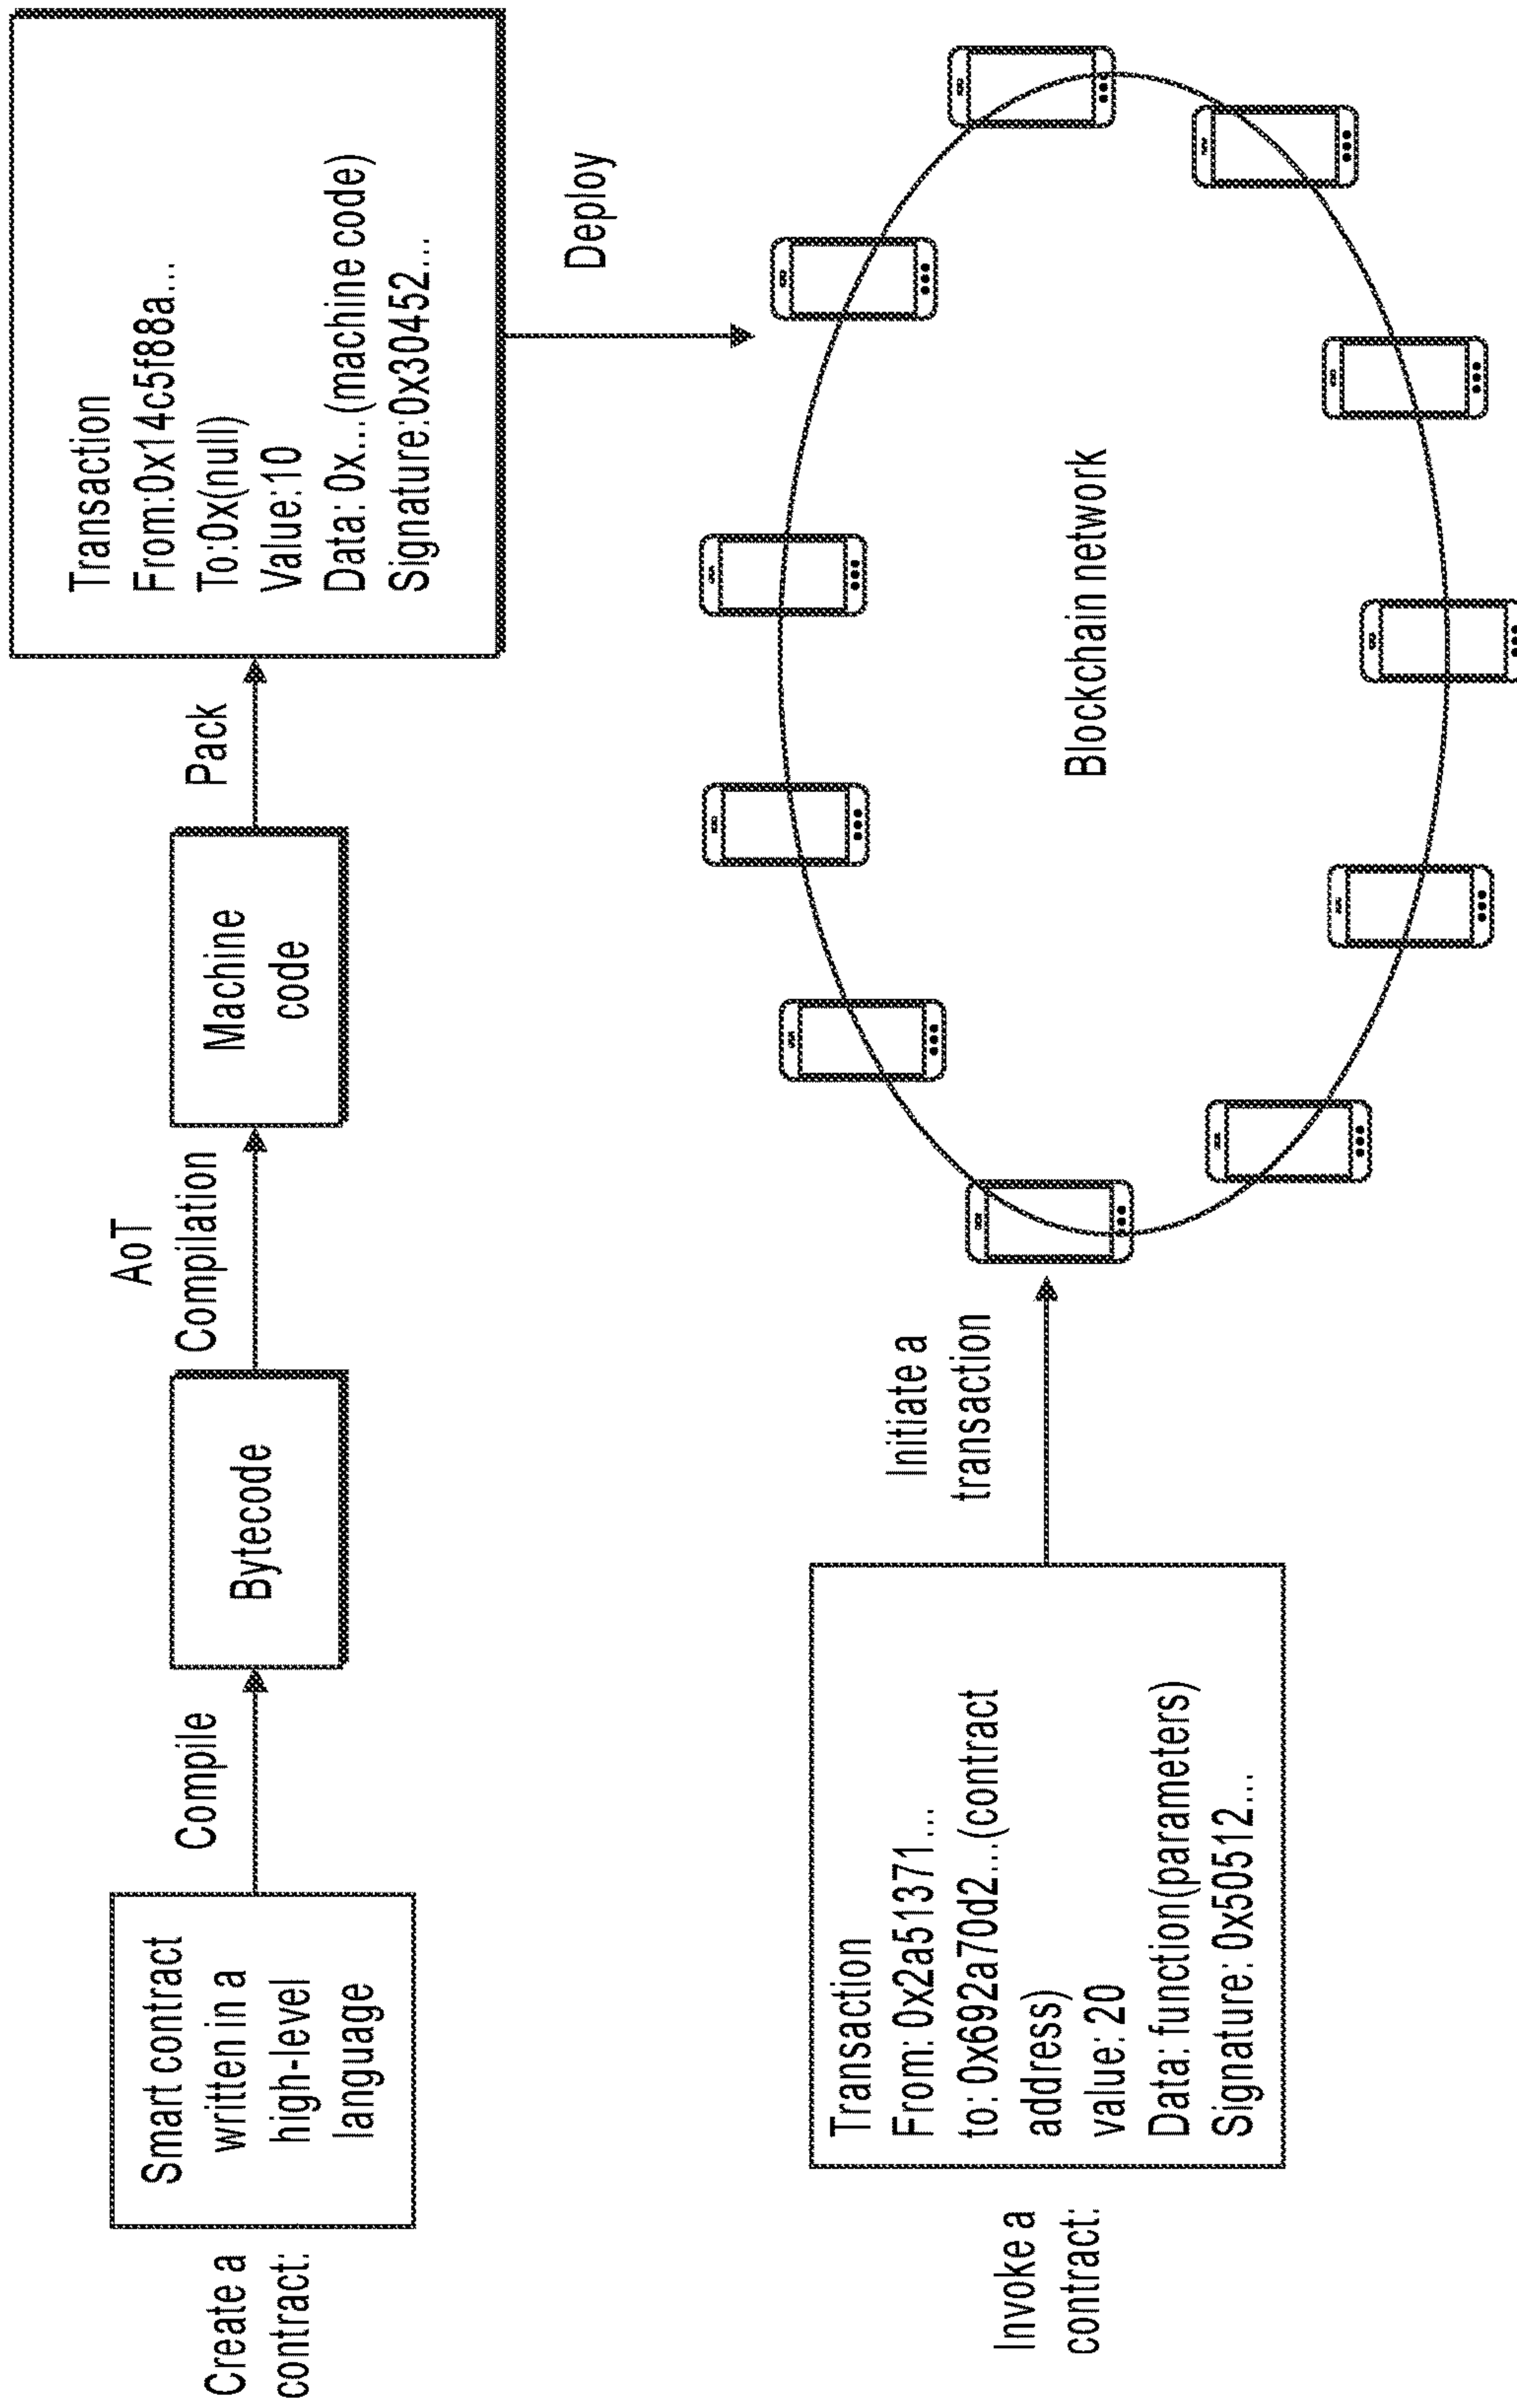 Create a
contract:
Smart contract
written in a
high-level
language
Compile
Bytecode
AoT
Compilation
Machine
code
Pack
Transaction
From:0x14c5f88a...
To:0x(null)
Value:10
Data: 0x... (machine code)
Signature:0x30452...
Deploy
Invoke a
contract:
Transaction
From: 0x2a51371...
to: 0x692a70d2...(contract
address)
value: 20
Data: function(parameters)
Signature: 0x50512...
Initiate a
transaction
Blockchain network